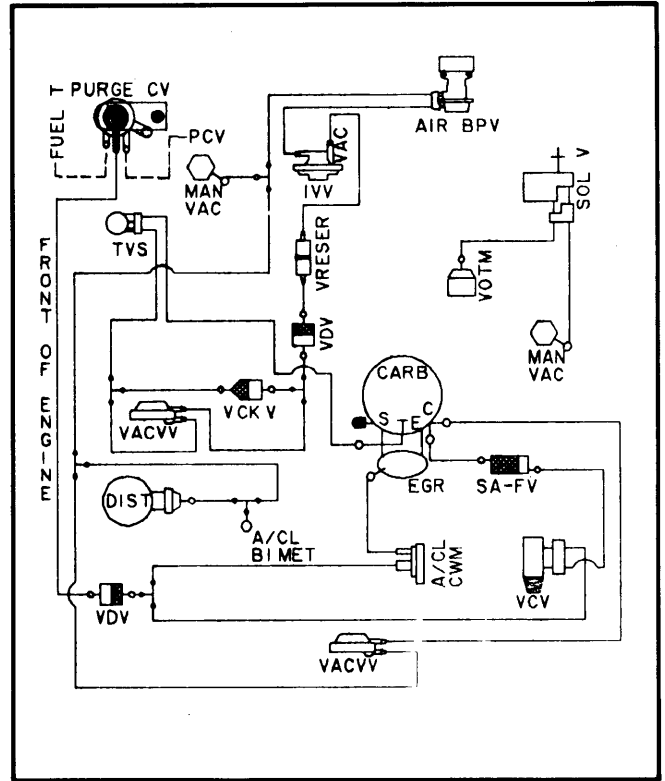 PURGE CV
FUEL T
PCV
AIR BPV
MAN
VAC
VAC
IVV
SOL V
TVS
VRESER
VOTM
FRONT OF ENGINE
VDV
MAN
VAC
CARB
VCK V
S T E C
VACVV
EGR
SA-FV
DIST
A/CL
BI MET
A/CL
CWM
VCV
VDV
VACVV